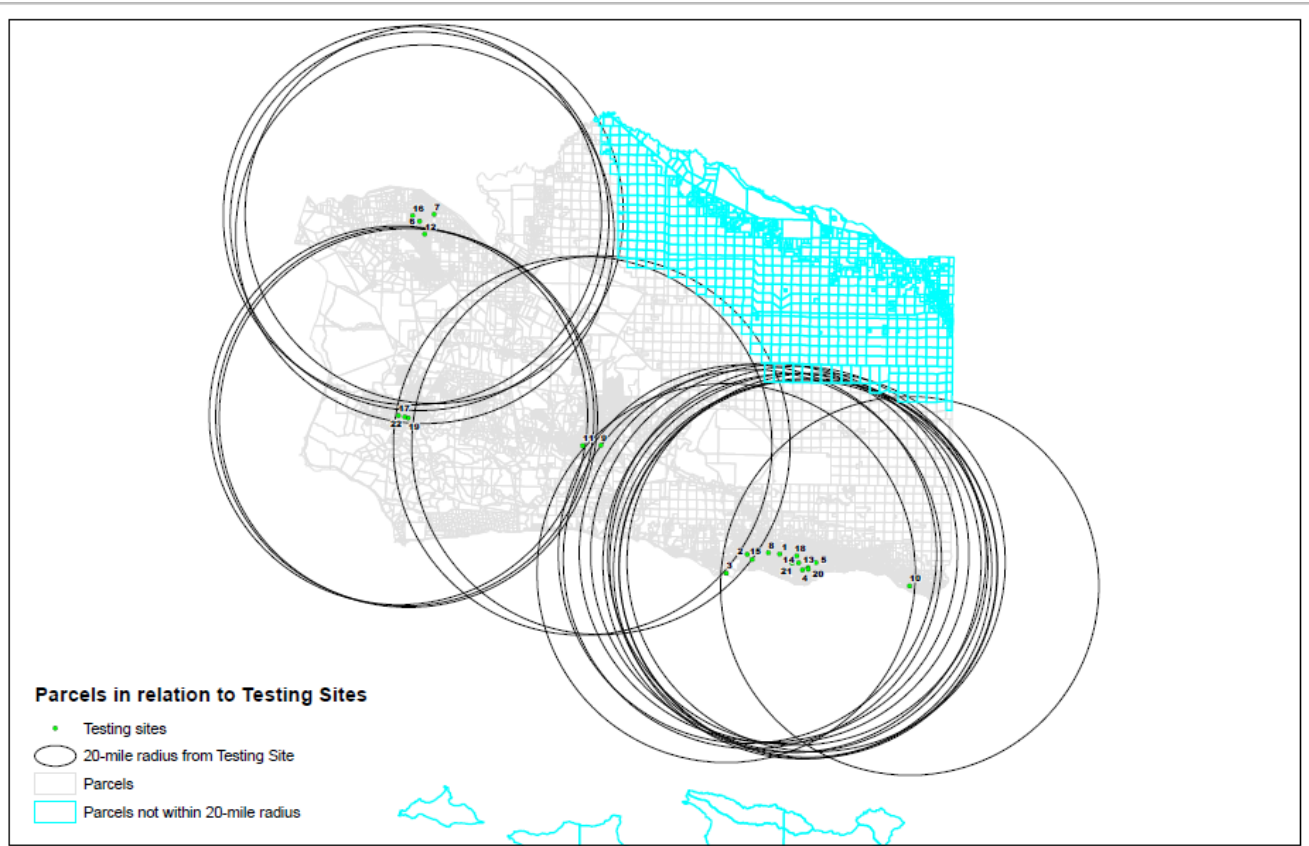 16 7
6
12
17
22 19
11 9
2 15 8 1 18
14 13 5
3 21 4 20
10
Parcels in relation to Testing Sites
Testing sites
20-mile radius from Testing Site
Parcels
Parcels not within 20-mile radius